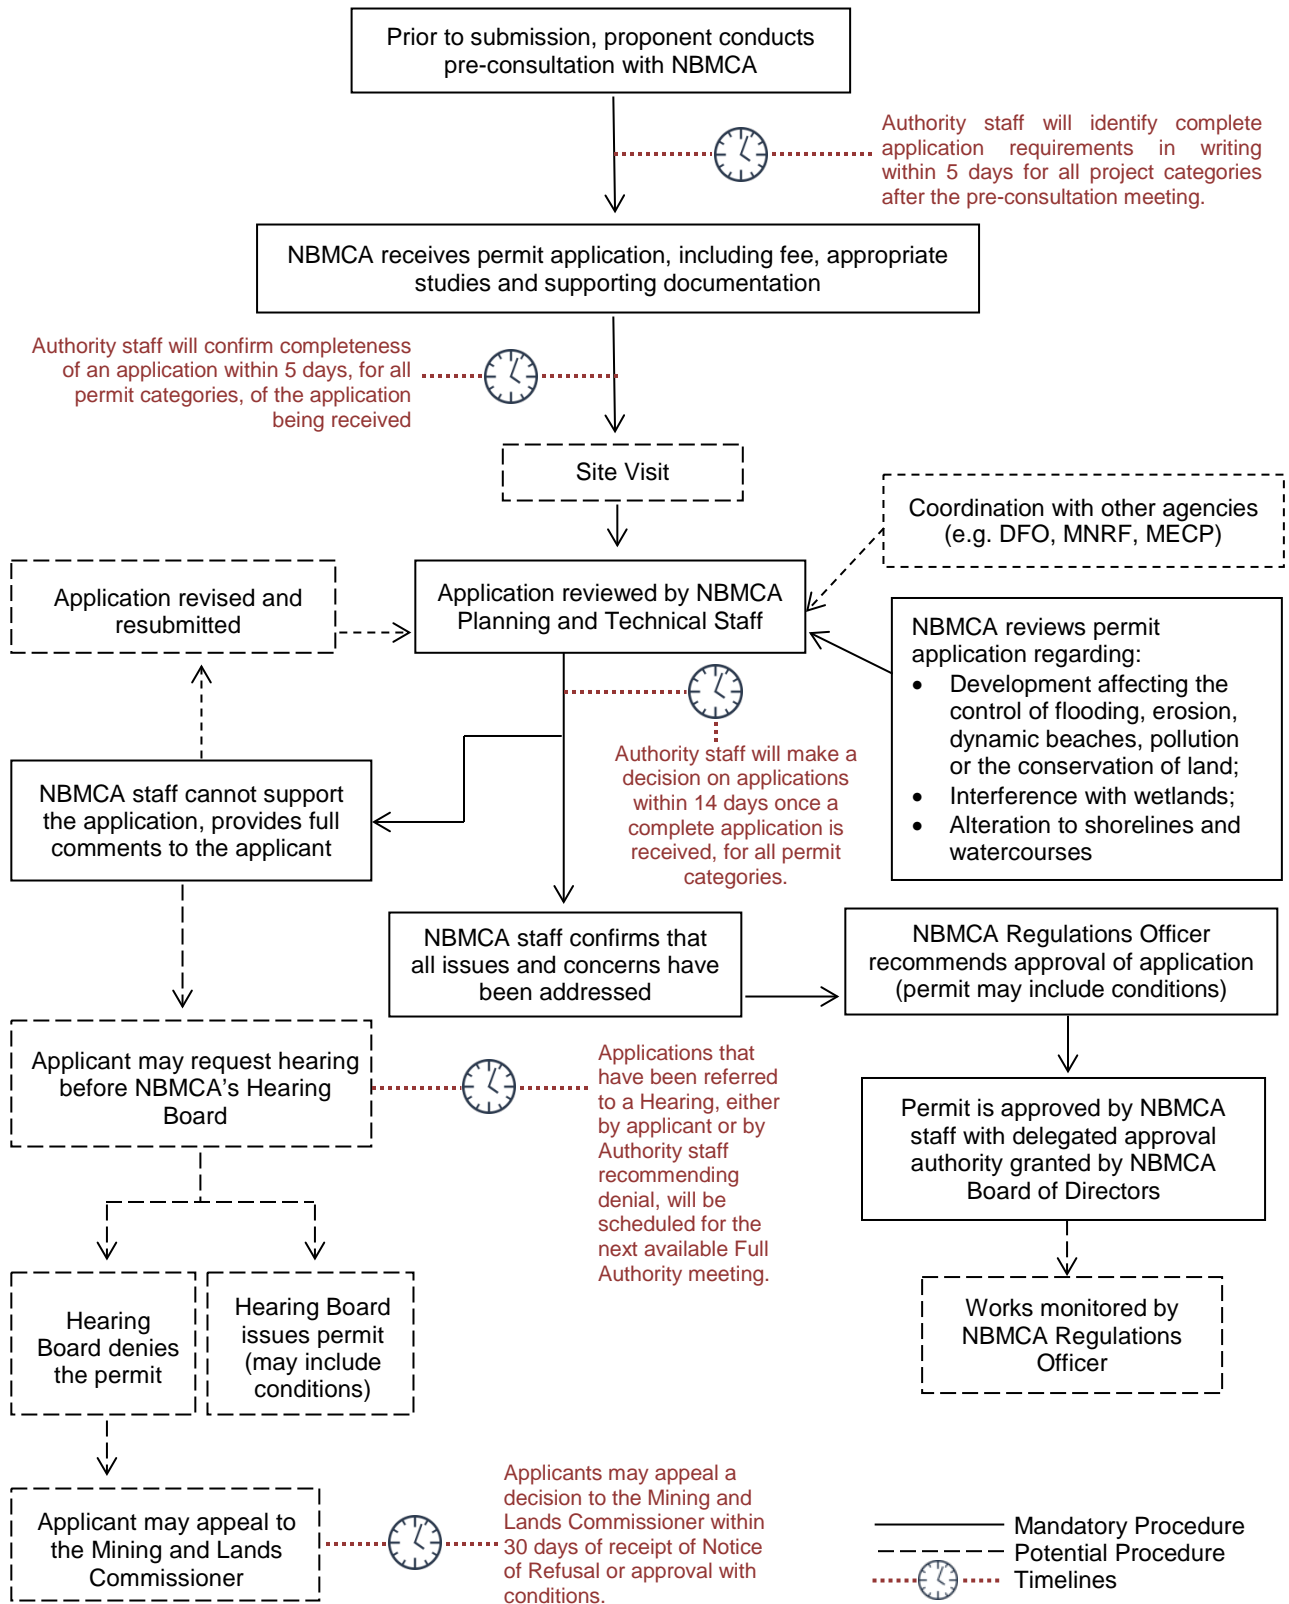 Prior to submission, proponent conducts
pre-consultation with NBMCA
Authority staff will identify complete
application requirements in writing
within 5 days for all project categories
after the pre-consultation meeting.
NBMCA receives permit application, including fee, appropriate
studies and supporting documentation
Authority staff will confirm completeness
of an application within 5 days, for all
permit categories, of the application
being received
Site Visit
Coordination with other agencies
(e.g. DFO, MNRF, MECP)
Application revised and
resubmitted
Application reviewed by NBMCA
Planning and Technical Staff
NBMCA reviews permit
application regarding:
• Development affecting the
control of flooding, erosion,
dynamic beaches, pollution
or the conservation of land;
• Interference with wetlands;
• Alteration to shorelines and
watercourses
Authority staff will make a
decision on applications
within 14 days once a
complete application is
received, for all permit
categories.
NBMCA staff cannot support
the application, provides full
comments to the applicant
NBMCA staff confirms that
all issues and concerns have
been addressed
NBMCA Regulations Officer
recommends approval of application
(permit may include conditions)
Applicant may request hearing
before NBMCA's Hearing
Board
Applications that
have been referred
to a Hearing, either
by applicant or by
Authority staff
recommending
denial, will be
scheduled for the
next available Full
Authority meeting.
Permit is approved by NBMCA
staff with delegated approval
authority granted by NBMCA
Board of Directors
Hearing
Board denies
the permit
Hearing Board
issues permit
(may include
conditions)
Works monitored by
NBMCA Regulations
Officer
Applicant may appeal to
the Mining and Lands
Commissioner
Applicants may appeal a
decision to the Mining and
Lands Commissioner within
30 days of receipt of Notice
of Refusal or approval with
conditions.
Mandatory Procedure
Potential Procedure
Timelines